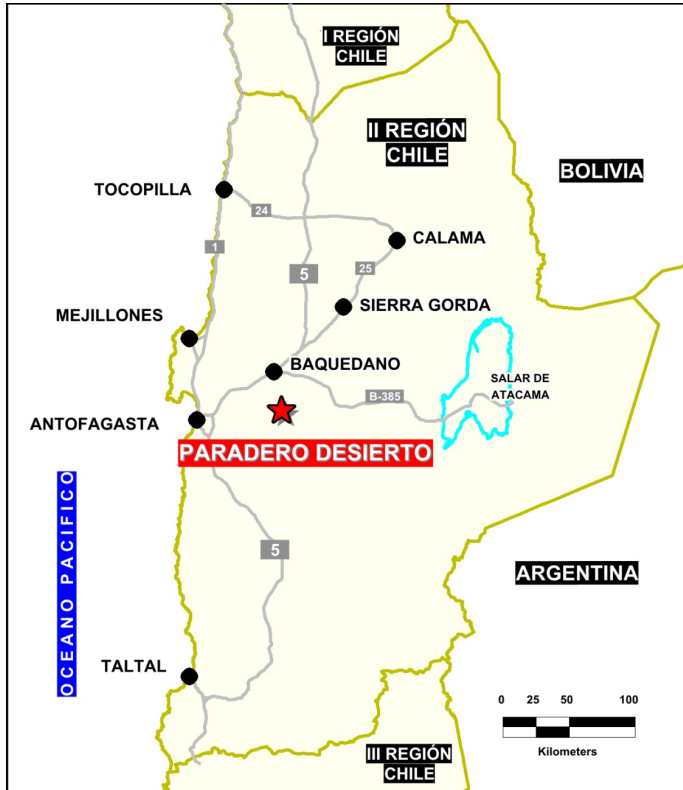 I REGIÓN
CHILE
II REGIÓN
CHILE
BOLIVIA
TOCOPILLA
24
CALAMA
1
5
25
MEJILLONES
SIERRA GORDA
BAQUEDANO
SALAR DE
ATACAMA
B-385
ANTOFAGASTA
PARADERO DESIERTO
OCEANO PACIFICO
5
ARGENTINA
TALTAL
0 25 50 100
Kilometers
III REGIÓN
CHILE